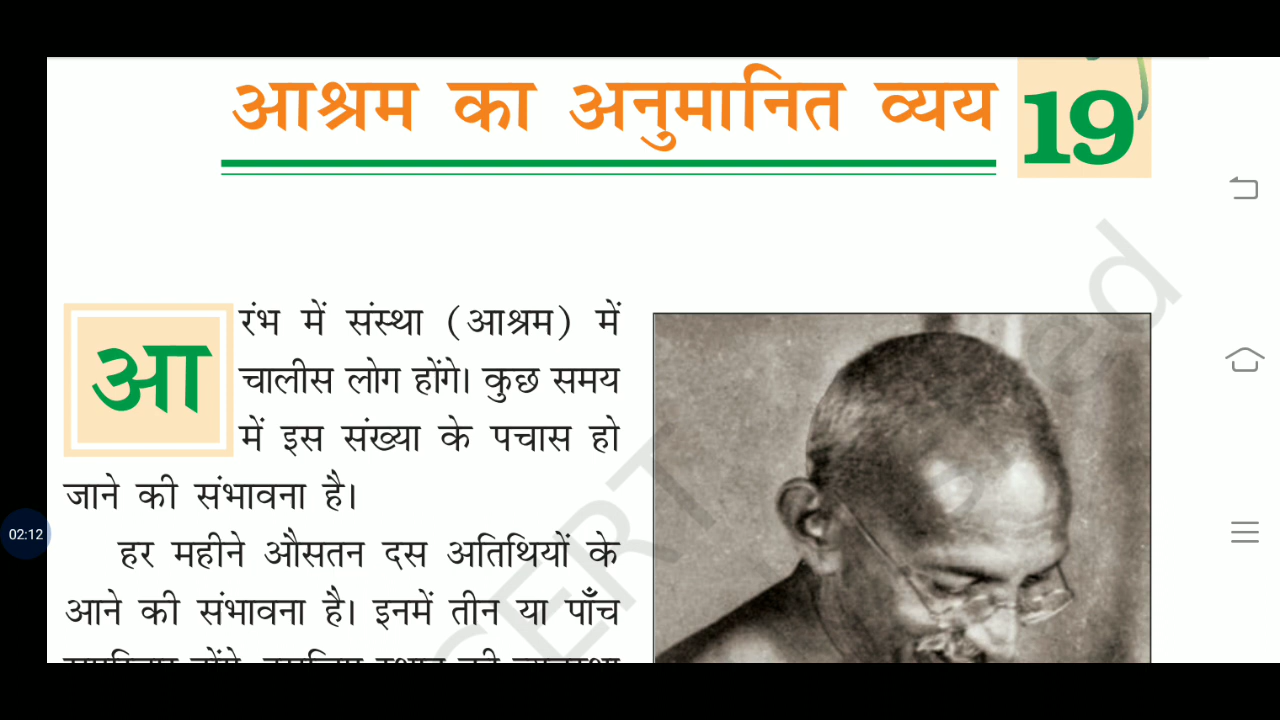 आश्रम का अनुमानित व्यय 19
आ
रंभ में संस्था (आश्रम) में
चालीस लोग होंगे। कुछ समय
में इस संख्या के पचास हो
जाने की संभावना है।
हर महीने औसतन दस अतिथियों के
आने की संभावना है। इनमें तीन या पाँच
02:12